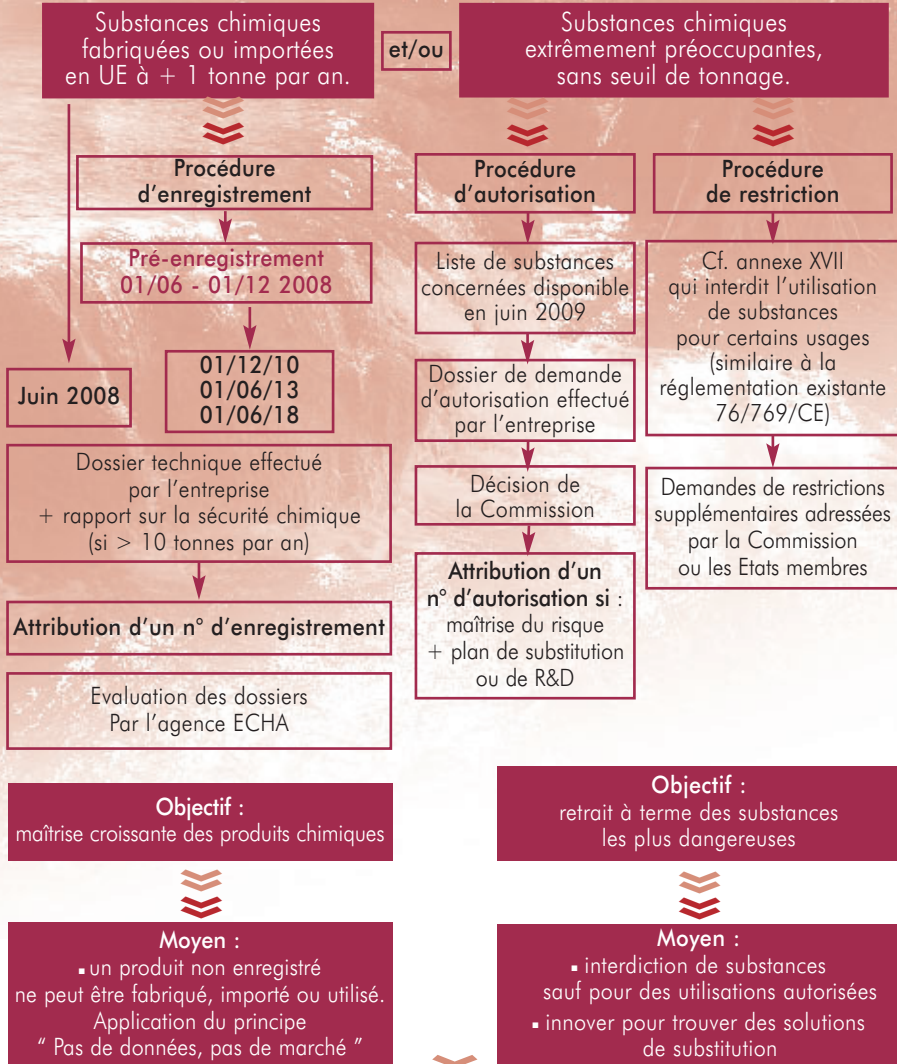 Substances chimiques
fabriquées ou importées
en UE à + 1 tonne par an.
et/ou
Substances chimiques
extrêmement préoccupantes,
sans seuil de tonnage.
Procédure
d'enregistrement
Pré-enregistrement
01/06 - 01/12 2008
Juin 2008
01/12/10
01/06/13
01/06/18
Dossier technique effectué
par l'entreprise
+ rapport sur la sécurité chimique
(si > 10 tonnes par an)
Attribution d'un n° d'enregistrement
Evaluation des dossiers
Par l'agence ECHA
Procédure
d'autorisation
Liste de substances
concernées disponible
en juin 2009
Dossier de demande
d'autorisation effectué
par l'entreprise
Décision de
la Commission
Attribution d'un
n° d'autorisation si :
maîtrise du risque
+ plan de substitution
ou de R&D
Procédure
de restriction
Cf. annexe XVII
qui interdit l'utilisation
de substances
pour certains usages
(similaire à la
réglementation existante
76/769/CE)
Demandes de restrictions
supplémentaires adressées
par la Commission
ou les Etats membres
Objectif :
maîtrise croissante des produits chimiques
Moyen :
▪ un produit non enregistré
ne peut être fabriqué, importé ou utilisé.
Application du principe
“ Pas de données, pas de marché ”
Objectif :
retrait à terme des substances
les plus dangereuses
Moyen :
▪ interdiction de substances
sauf pour des utilisations autorisées
▪ innover pour trouver des solutions
de substitution